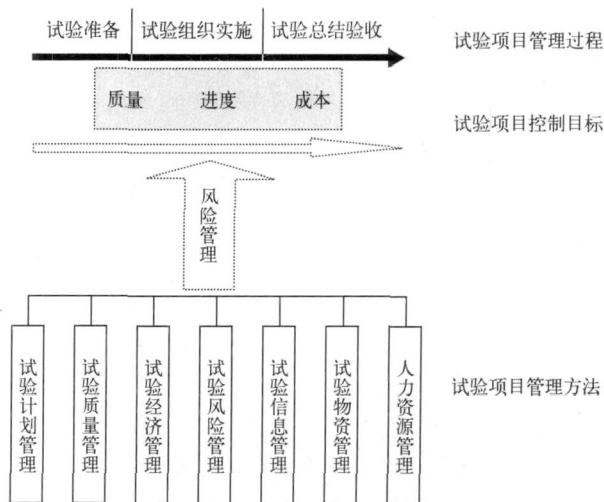 试验准备 试验组织实施 试验总结验收
试验项目管理过程
质量 进度 成本
试验项目控制目标
风险管理
试验计划管理
试验质量管理
试验经济管理
试验风险管理
试验信息管理
试验物资管理
人力资源管理
试验项目管理方法